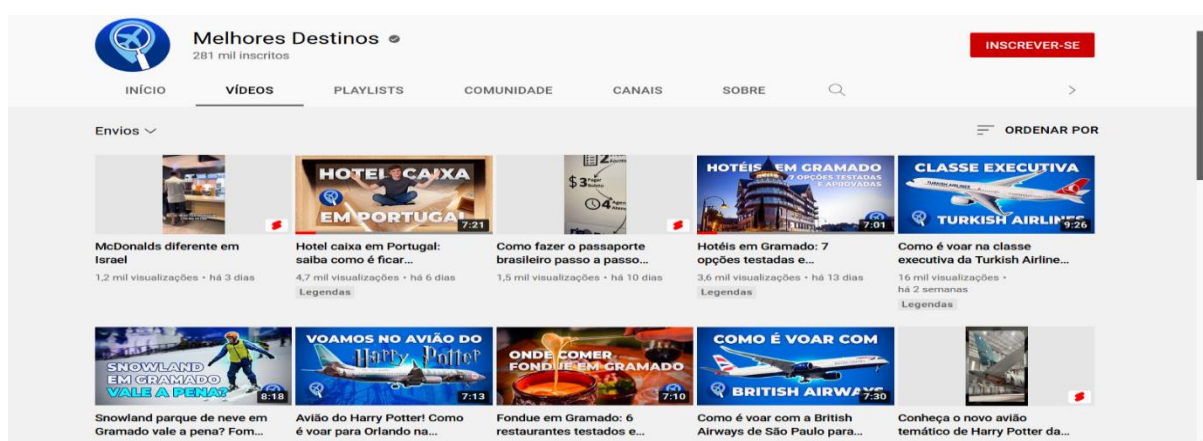 Melhores Destinos
281 mil inscritos
INSCREVER-SE
INÍCIO VÍDEOS PLAYLISTS COMUNIDADE CANAIS SOBRE
Envios
ORDENAR POR
McDonalds diferente em
Israel
1,2 mil visualizações • há 3 dias
HOTEL CAIXA
EM PORTUGAL
7:21
Hotel caixa em Portugal:
saiba como é ficar...
4,7 mil visualizações • há 6 dias
Legendas
2
$ 3 Pagar
4
Como fazer o passaporte
brasileiro passo a passo...
1,5 mil visualizações • há 10 dias
HOTÉIS EM GRAMADO
7 OPÇÕES TESTADAS
E APROVADAS
7:01
Hotéis em Gramado: 7
opções testadas e...
3,6 mil visualizações • há 13 dias
Legendas
CLASSE EXECUTIVA
TURKISH AIRLINES
TURKISH AIRLINES
9:26
Como é voar na classe
executiva da Turkish Airline...
16 mil visualizações •
há 2 semanas
Legendas
SNOWLAND
EM GRAMADO
VALE A PENA?
8:18
Snowland parque de neve em
Gramado vale a pena? Fom...
VOAMOS NO AVIÃO DO
Harry Potter
7:13
Avião do Harry Potter! Como
é voar para Orlando na...
ONDE COMER
FONDUE EM GRAMADO
7:10
Fondue em Gramado: 6
restaurantes testados e...
COMO É VOAR COM
BRITISH AIRWAYS
7:30
Como é voar com a British
Airways de São Paulo para...
Conheça o novo avião
temático de Harry Potter da...